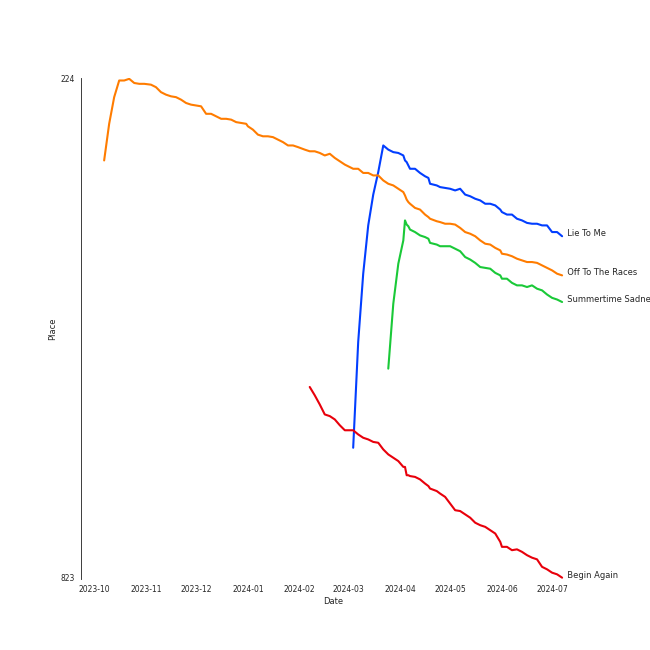 224
Lie To Me
Off To The Races
Summertime Sadne
Place
Begin Again
823
2023-10 2023-11 2023-12 2024-01 2024-02 2024-03 2024-04 2024-05 2024-06 2024-07
Date